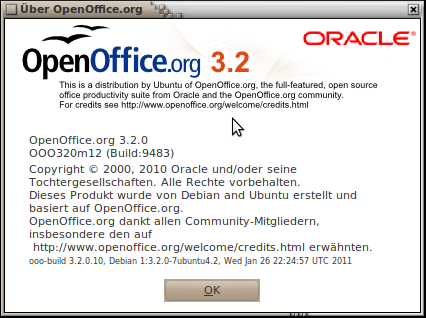 Über OpenOffice.org
ORACLE
OpenOffice.org 3.2
This is a distribution by Ubuntu of OpenOffice.org, the full-featured, open source
office productivity suite from Oracle and the OpenOffice.org community.
For credits see http://www.openoffice.org/welcome/credits.html
OpenOffice.org 3.2.0
OOO320m12 (Build:9483)
Copyright © 2000, 2010 Oracle und/oder seine
Tochtergesellschaften. Alle Rechte vorbehalten.
Dieses Produkt wurde von Debian and Ubuntu erstellt und
basiert auf OpenOffice.org.
OpenOffice.org dankt allen Community-Mitgliedern,
insbesondere den auf
http://www.openoffice.org/welcome/credits.html erwähnten.
ooo-build 3.2.0.10, Debian 1:3.2.0-7ubuntu4.2, Wed Jan 26 22:24:57 UTC 2011
OK